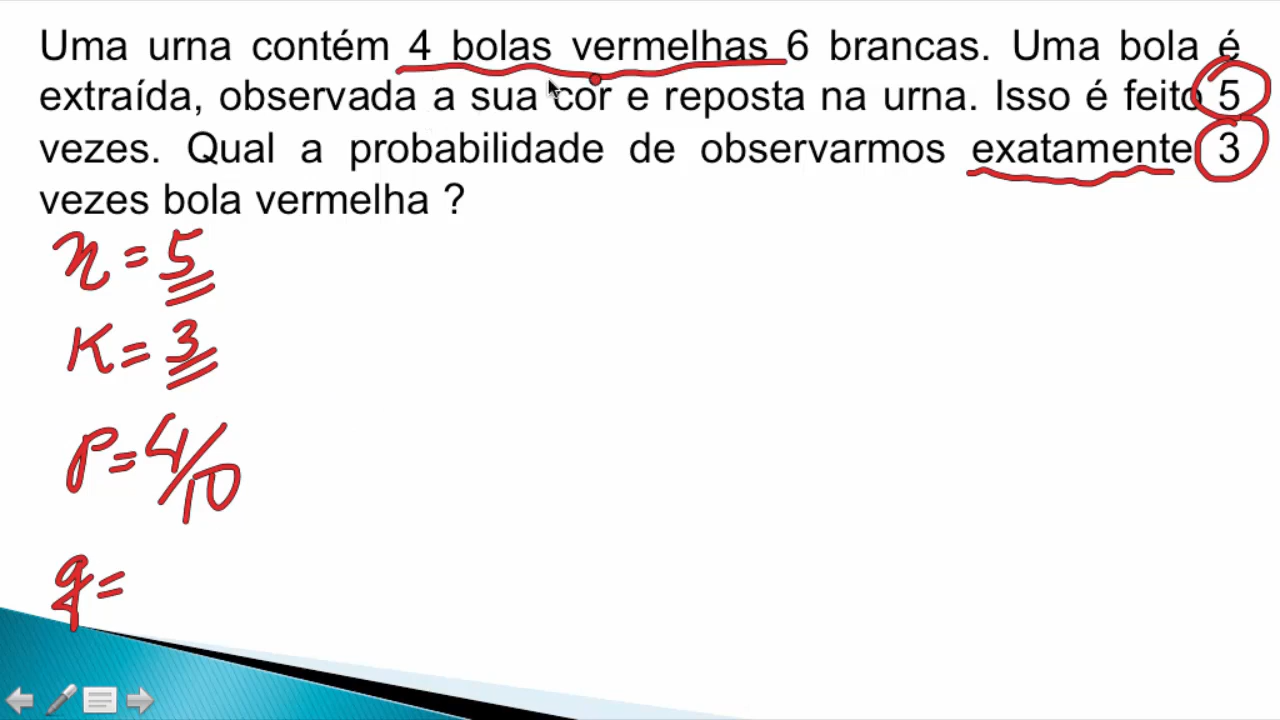 Uma urna contém 4 bolas vermelhas 6 brancas. Uma bola é
extraída, observada a sua cor e reposta na urna. Isso é feito 5
vezes. Qual a probabilidade de observarmos exatamente 3
vezes bola vermelha ?
n = 5
K = 3
p = 4/10
q =